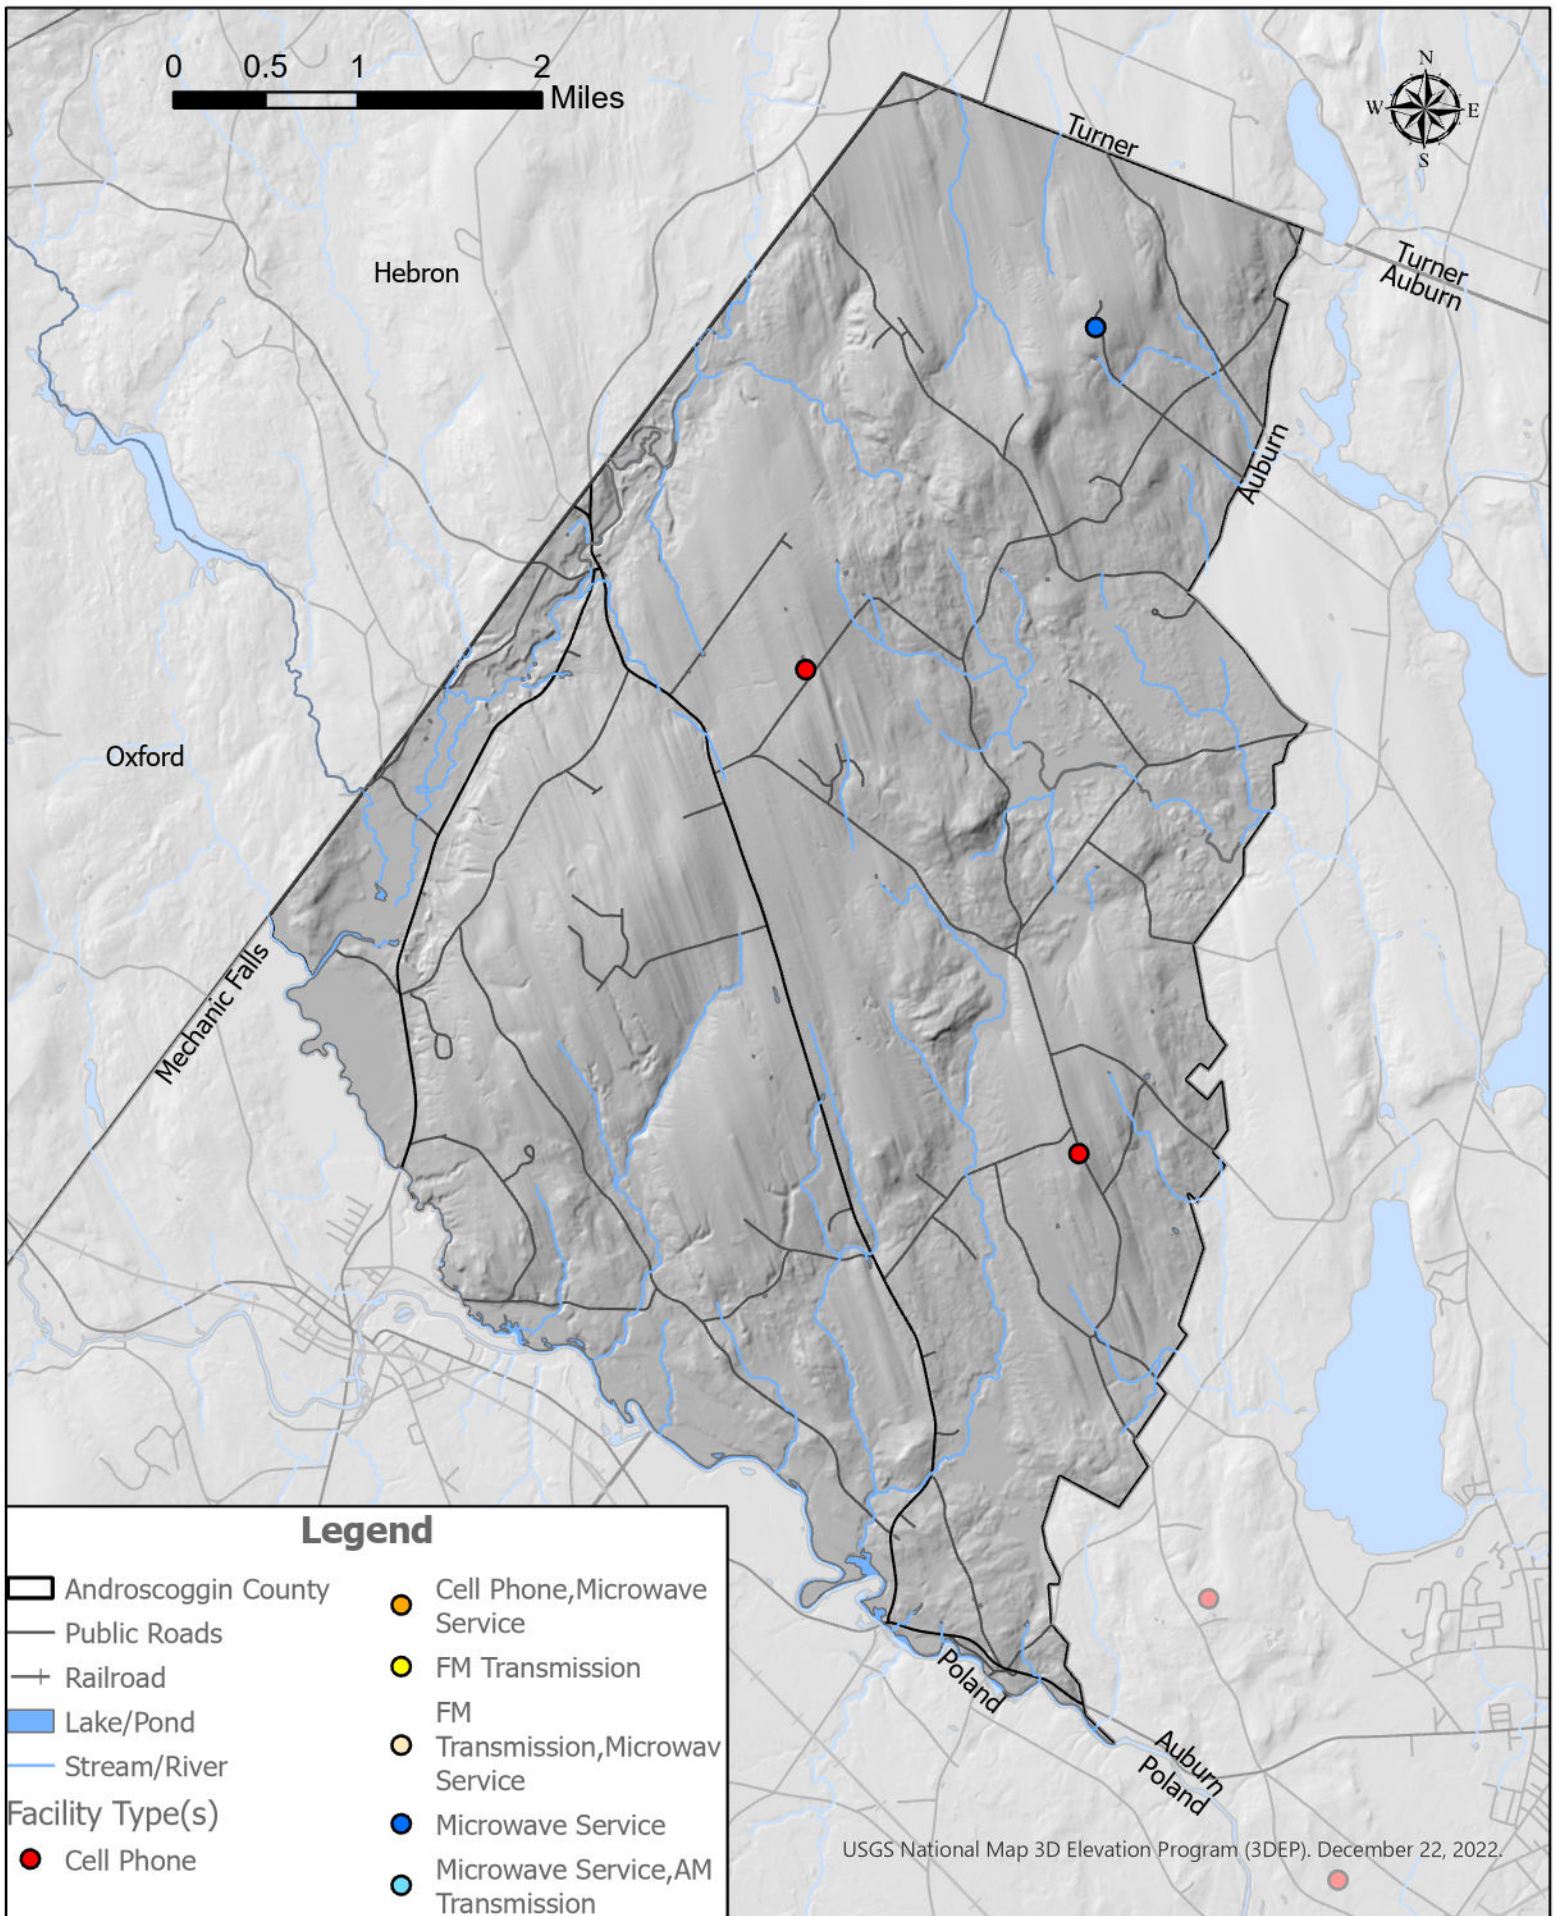 0 0.5 1 2
Miles
N
W E
S
Turner
Turner
Auburn
Hebron
Auburn
Oxford
Mechanic Falls
Poland
Auburn
Poland
Legend
Androscoggin County
Public Roads
Railroad
Lake/Pond
Stream/River
Facility Type(s)
Cell Phone
Cell Phone,Microwave
Service
FM Transmission
FM
Transmission,Microwav
Service
Microwave Service
Microwave Service,AM
Transmission
USGS National Map 3D Elevation Program (3DEP). December 22, 2022.